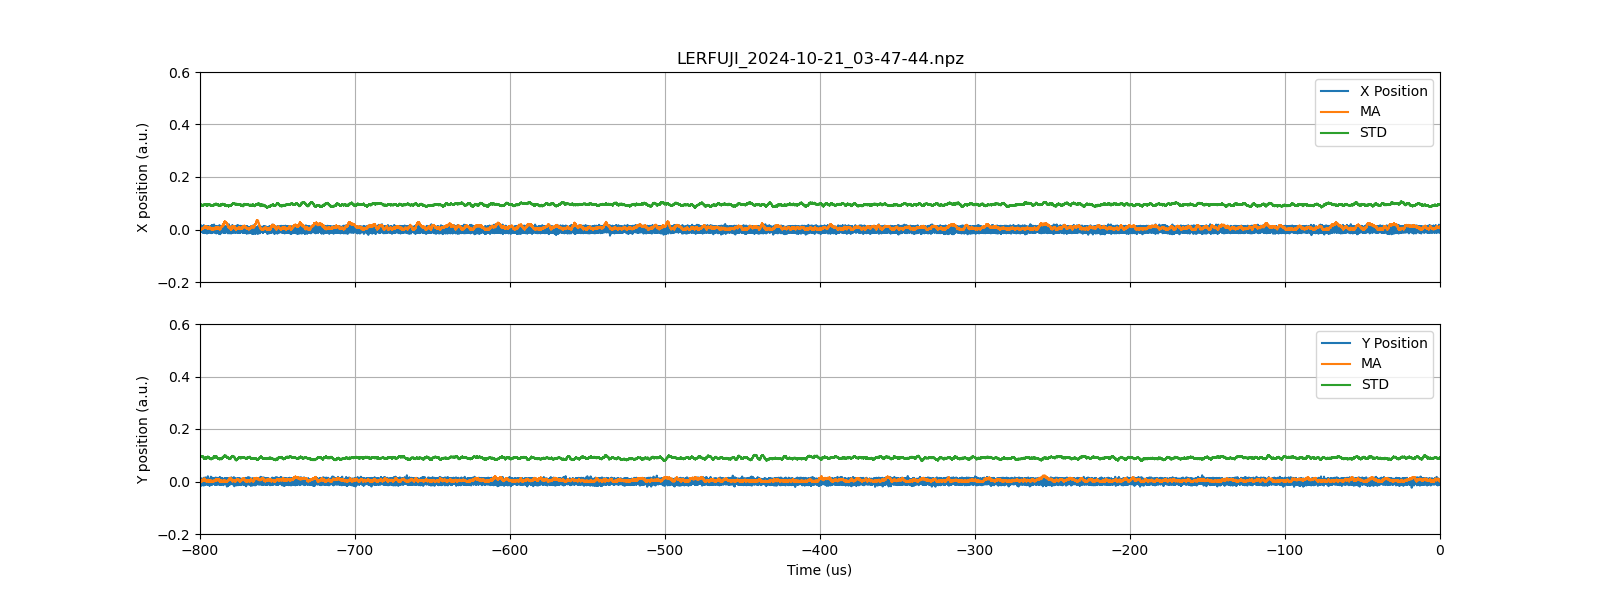 LERFUJI_2024-10-21_03-47-44.npz
0.6
0.4
0.2
0.0
−0.2
X position (a.u.)
X Position
MA
STD
0.6
0.4
0.2
0.0
−0.2
Y position (a.u.)
Y Position
MA
STD
−800 −700 −600 −500 −400 −300 −200 −100 0
Time (us)